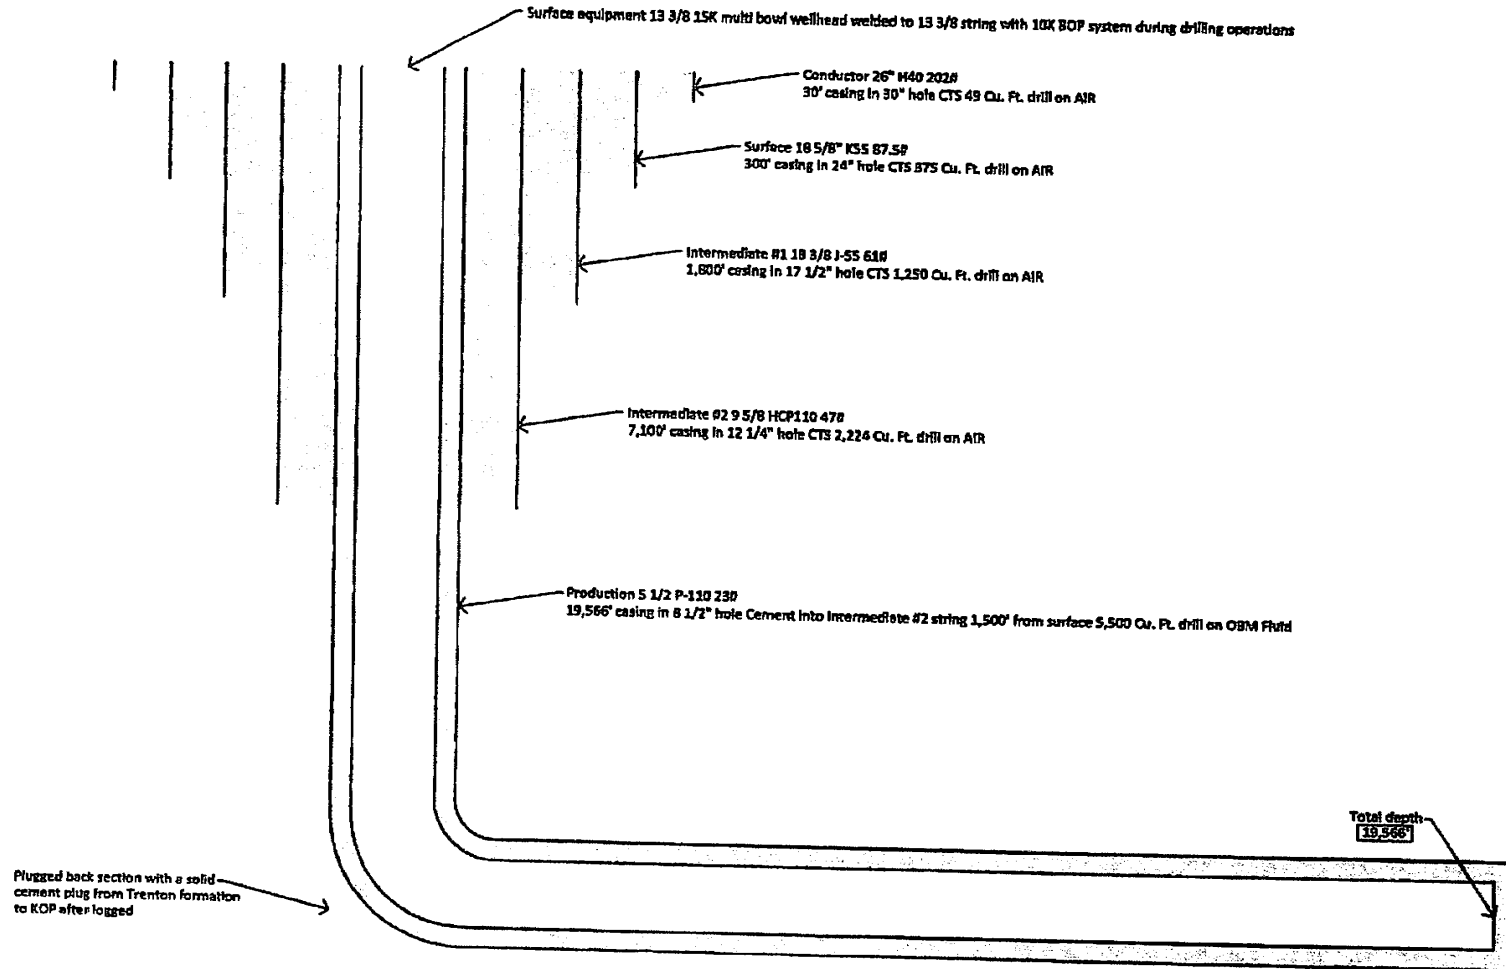 Surface equipment 13 3/8 15K multi bowl wellhead welded to 13 3/8 string with 10K BOP system during drilling operations
Conductor 26" H40 202#
30' casing in 30" hole CTS 49 Cu. Ft. drill on AIR
Surface 18 5/8" K55 87.5#
300' casing in 24" hole CTS 875 Cu. Ft. drill on AIR
Intermediate #1 13 3/8 J-55 61#
1,800' casing in 17 1/2" hole CTS 1,250 Cu. Ft. drill on AIR
Intermediate #2 9 5/8 HCP110 47#
7,100' casing in 12 1/4" hole CTS 2,224 Cu. Ft. drill on AIR
Production 5 1/2 P-110 23#
19,566' casing in 8 1/2" hole Cement into Intermediate #2 string 1,500' from surface 5,500 Cu. Ft. drill on OBM Fluid
Total depth
19,566'
Plugged back section with a solid
cement plug from Trenton formation
to KOP after logged